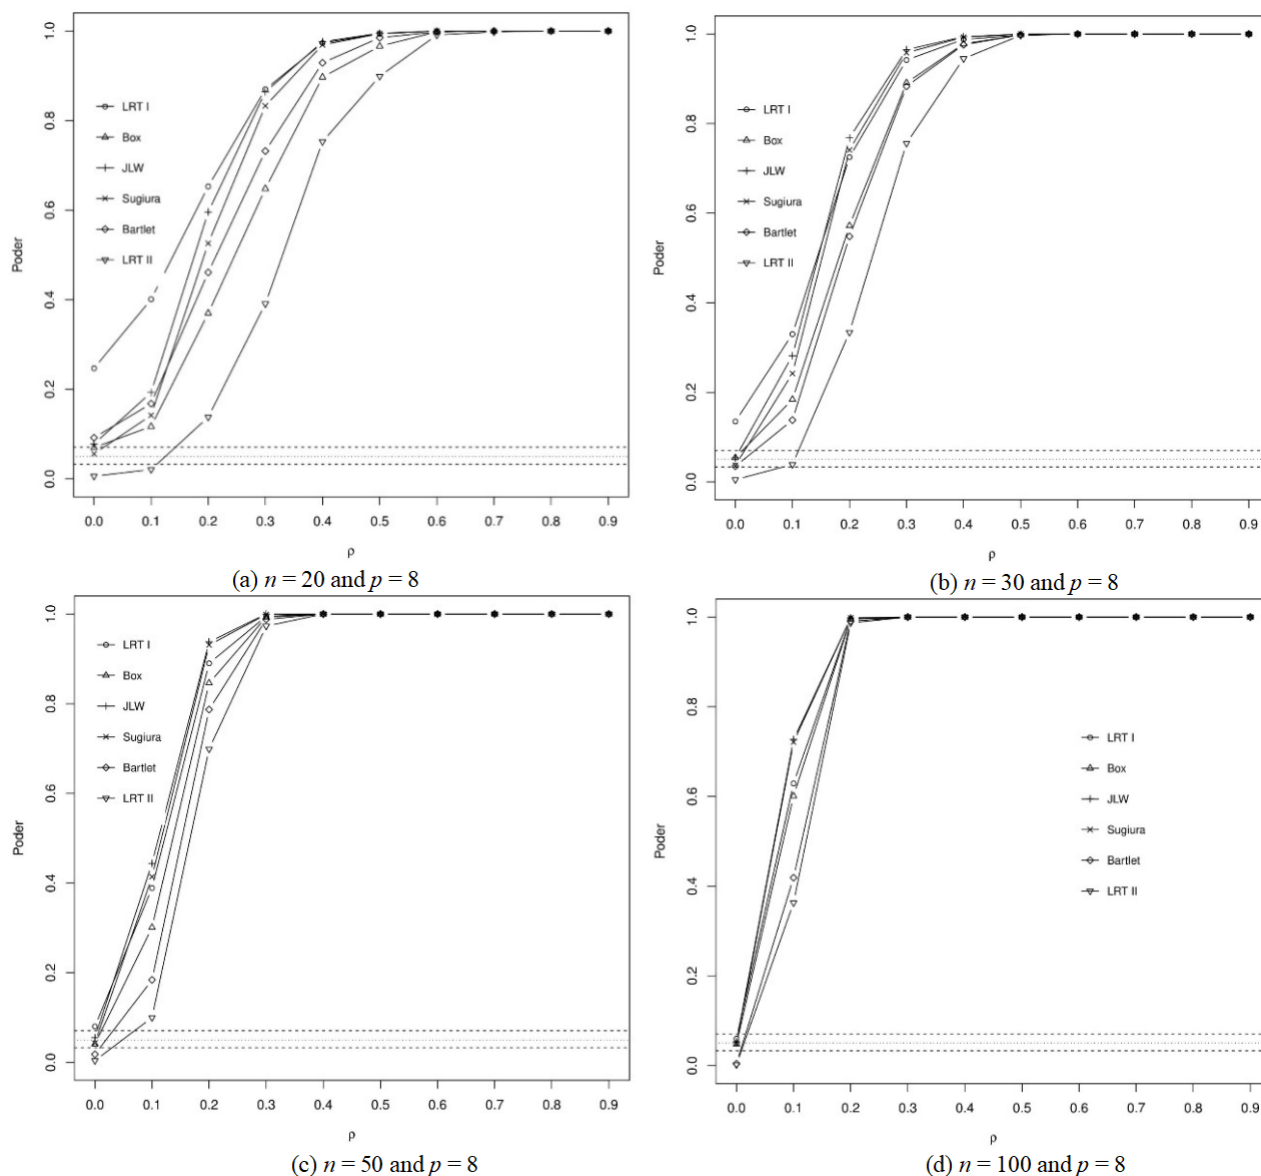 Poder
1.0
0.8
0.6
0.4
0.2
0.0
LRT I
Box
JLW
Sugiura
Bartlet
LRT II
0.0 0.1 0.2 0.3 0.4 0.5 0.6 0.7 0.8 0.9
ρ
(a) n = 20 and p = 8
Poder
1.0
0.8
0.6
0.4
0.2
0.0
LRT I
Box
JLW
Sugiura
Bartlet
LRT II
0.0 0.1 0.2 0.3 0.4 0.5 0.6 0.7 0.8 0.9
ρ
(b) n = 30 and p = 8
Poder
1.0
0.8
0.6
0.4
0.2
0.0
LRT I
Box
JLW
Sugiura
Bartlet
LRT II
0.0 0.1 0.2 0.3 0.4 0.5 0.6 0.7 0.8 0.9
ρ
(c) n = 50 and p = 8
Poder
1.0
0.8
0.6
0.4
0.2
0.0
LRT I
Box
JLW
Sugiura
Bartlet
LRT II
0.0 0.1 0.2 0.3 0.4 0.5 0.6 0.7 0.8 0.9
ρ
(d) n = 100 and p = 8